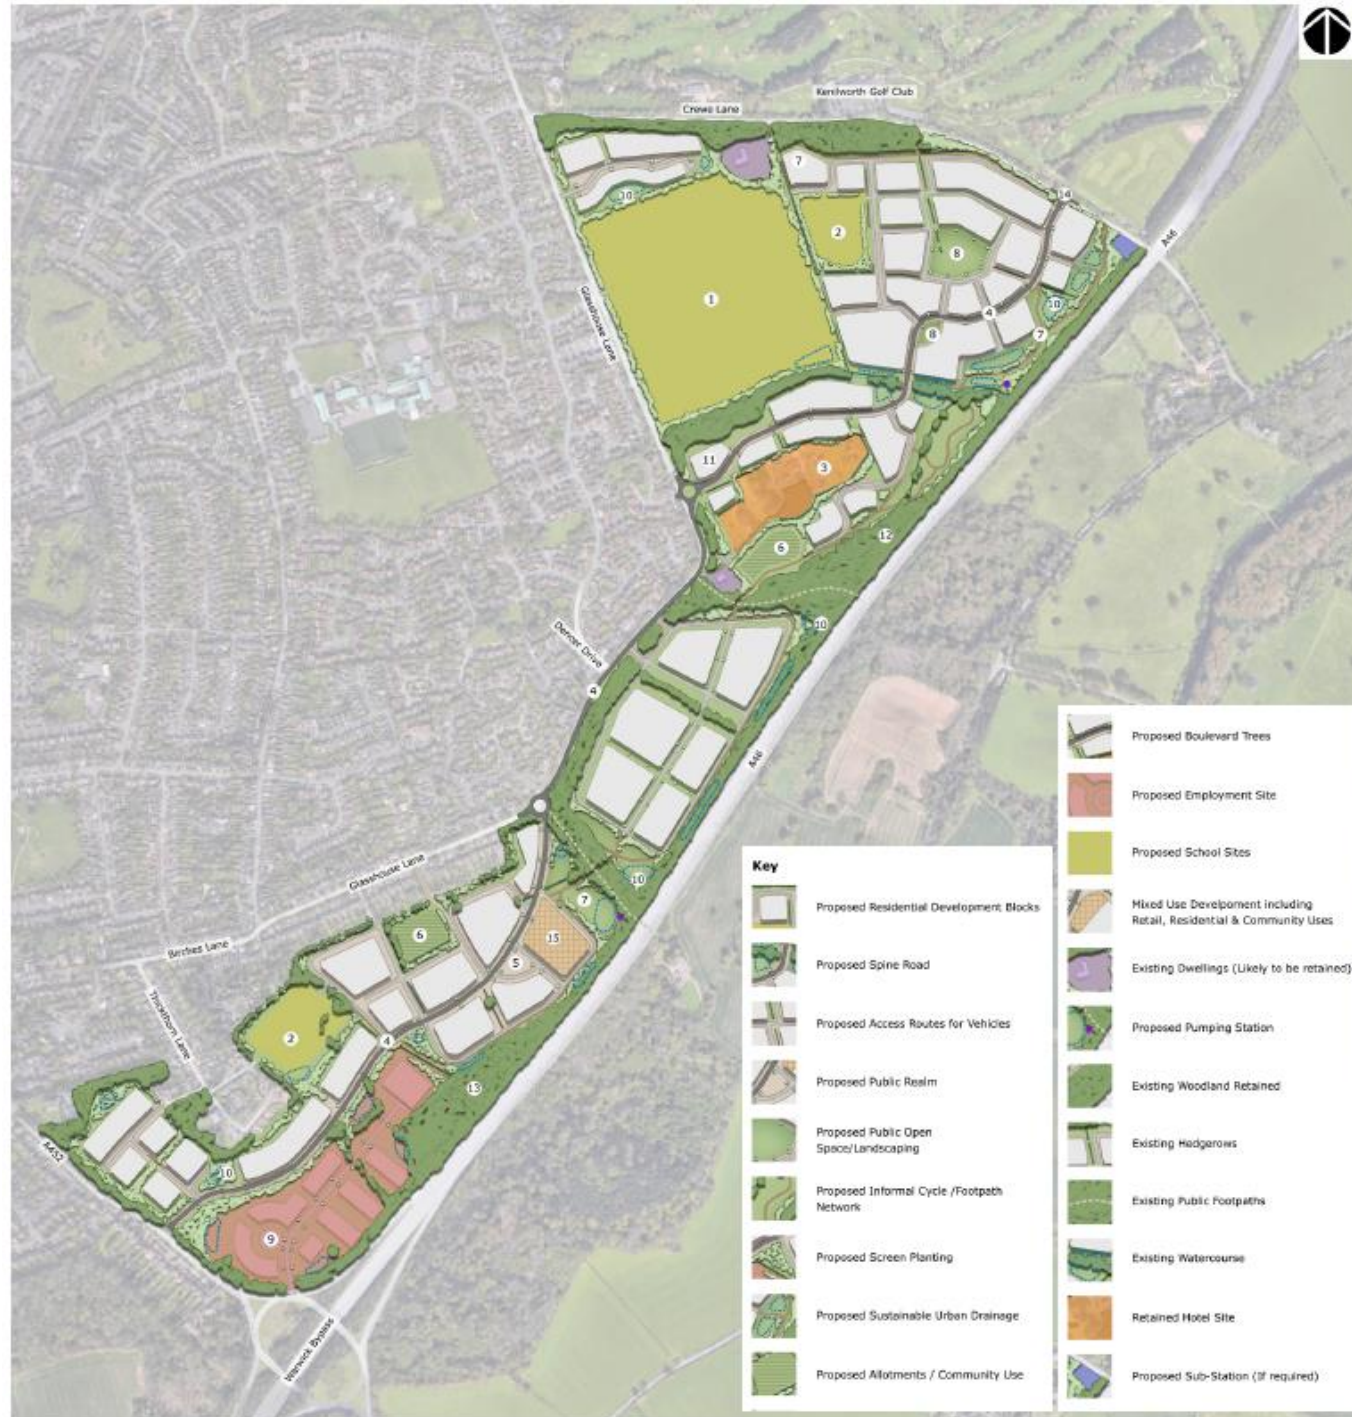 Kenilworth Golf Club
Crewe Lane
7
14
10
2
A46
8
1
10
4
Glasshouse Lane
8
7
11
3
12
6
10
Dencer Drive
4
A46
Glasshouse Lane
10
7
6
15
Birches Lane
5
Thickthorn Lane
2
4
13
A452
10
9
Warwick Bypass
Key
Proposed Residential Development Blocks
Proposed Spine Road
Proposed Access Routes for Vehicles
Proposed Public Realm
Proposed Public Open
Space/Landscaping
Proposed Informal Cycle /Footpath
Network
Proposed Screen Planting
Proposed Sustainable Urban Drainage
Proposed Allotments / Community Use
Proposed Boulevard Trees
Proposed Employment Site
Proposed School Sites
Mixed Use Develpoment including
Retail, Residential & Community Uses
Existing Dwellings (Likely to be retained)
Proposed Pumping Station
Existing Woodland Retained
Existing Hedgerows
Existing Public Footpaths
Existing Watercourse
Retained Hotel Site
Proposed Sub-Station (If required)